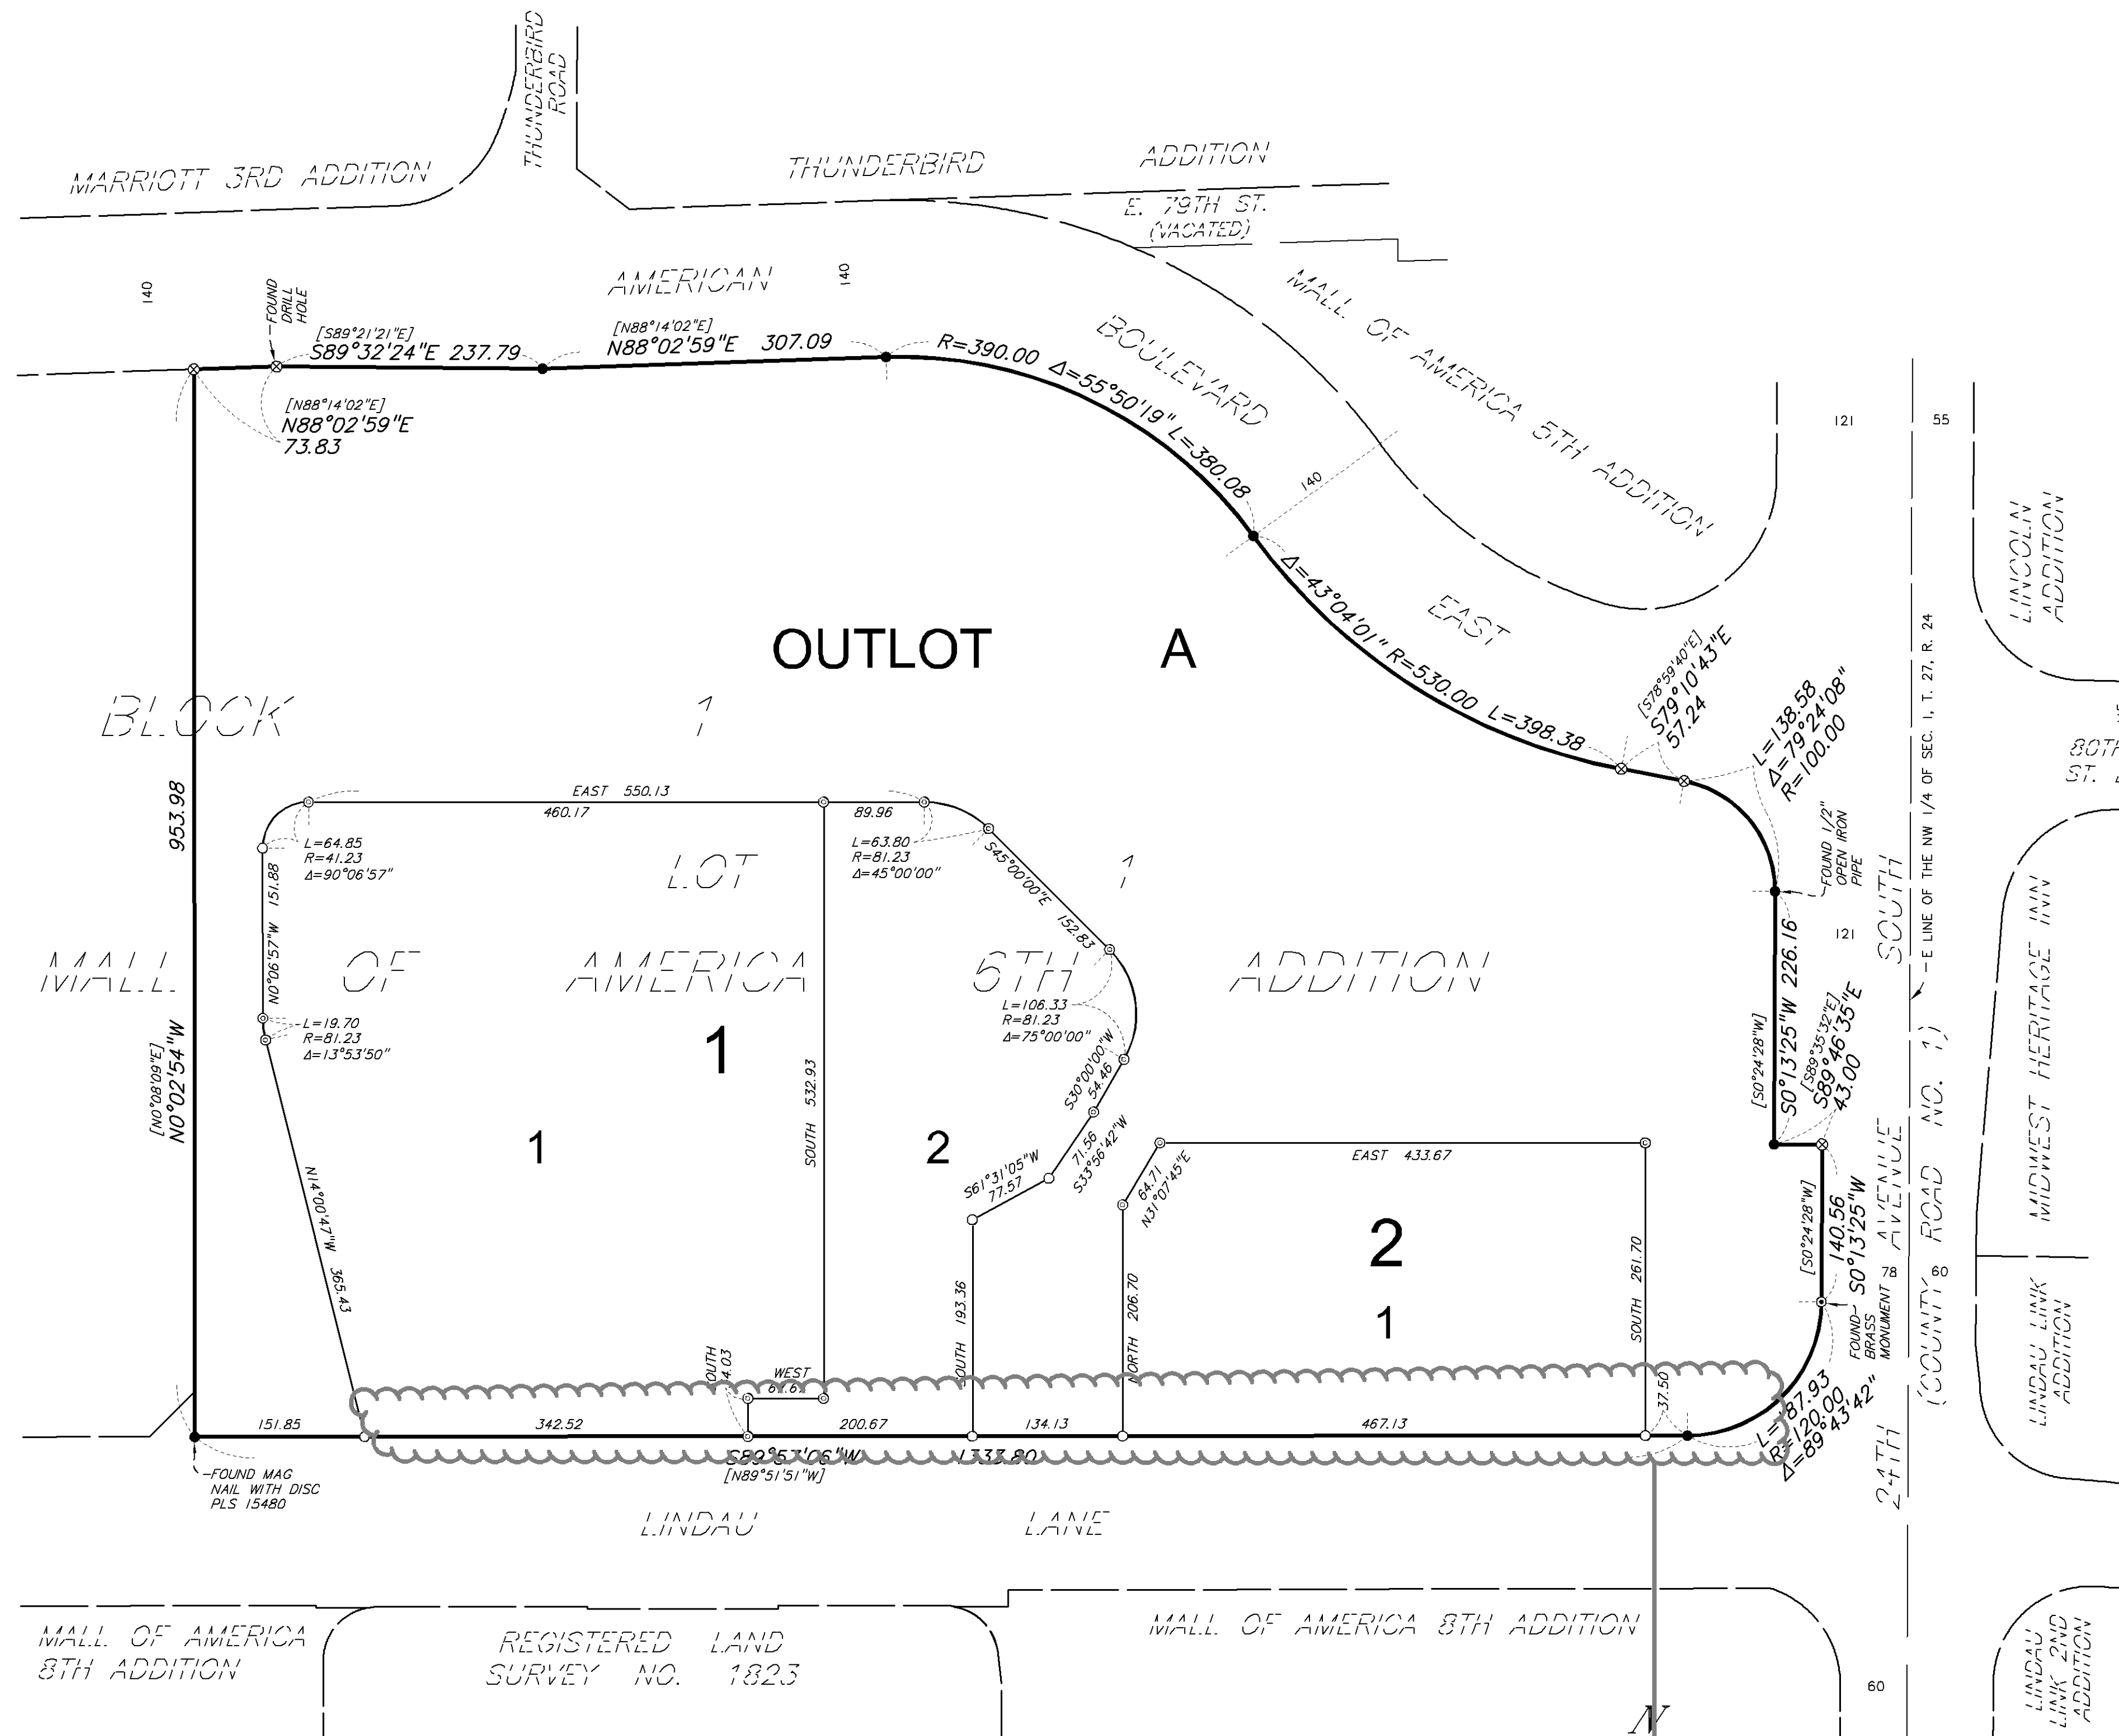 THUNDERBIRD
ROAD
MARRIOTT 3RD ADDITION
THUNDERBIRD ADDITION
E. 79TH ST.
(VACATED)
140
FOUND
DRILL
HOLE
AMERICAN
140
BOULEVARD
EAST
MALL OF AMERICA 5TH ADDITION
[S89°21'21"E]
S89°32'24"E 237.79
[N88°14'02"E]
N88°02'59"E 307.09
R=390.00 Δ=55°50'19" L=380.08
[N88°14'02"E]
N88°02'59"E
73.83
140
121
55
LINCOLN
ADDITION
Δ=43°04'01" R=530.00 L=398.38
[S78°59'40"E]
S79°10'43"E
57.24
L=138.58
Δ=79°24'08"
R=100.00
E LINE OF THE NW 1/4 OF SEC. 1, T. 27, R. 24
OUTLOT A
BLOCK 1
80TH
ST.
953.98
[N0°08'09"E]
N0°02'54"W
EAST 550.13
460.17
89.96
L=64.85
R=41.23
Δ=90°06'57"
L=63.80
R=81.23
Δ=45°00'00"
LOT 1
S45°00'00"E 152.83
FOUND 1/2"
OPEN IRON
PIPE
N0°06'57"W 151.88
MALL OF AMERICA 6TH ADDITION
121
[S0°24'28"W]
S0°13'25"W 226.16
24TH AVENUE SOUTH
(COUNTY ROAD NO. 1)
MIDWEST HERITAGE INN
L=19.70
R=81.23
Δ=13°53'50"
L=106.33
R=81.23
Δ=75°00'00"
1
S30°00'00"W
54.46
[S89°35'32"E]
S89°46'35"E
43.00
SOUTH 532.93
1
2
71.56
S33°56'42"W
S61°31'05"W
77.57
EAST 433.67
64.71
N31°07'45"E
N14°00'47"W 365.43
2
1
SOUTH 261.70
[S0°24'28"W]
140.56
S0°13'25"W
78
60
FOUND
BRASS
MONUMENT
LINDAU LINK
ADDITION
SOUTH 193.36
NORTH 206.70
WEST
37.50
151.85
342.52
200.67
134.13
467.13
R=120.00
Δ=89°43'42"
S89°53'06"W 1333.80
[N89°51'51"W]
FOUND MAG
NAIL WITH DISC
PLS 15480
LINDAU LANE
MALL OF AMERICA
8TH ADDITION
REGISTERED LAND
SURVEY NO. 1823
MALL OF AMERICA 8TH ADDITION
60
LINDAU
LINK 2ND
ADDITION
N